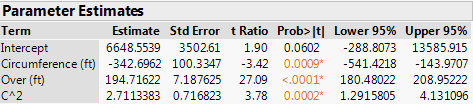 Parameter Estimates
Term Estimate Std Error t Ratio Prob>|t| Lower 95% Upper 95%
Intercept 6648.5539 3502.61 1.90 0.0602 -288.8073 13585.915
Circumference (ft) -342.6962 100.3347 -3.42 0.0009* -541.4218 -143.9707
Over (ft) 194.71622 7.187625 27.09 <.0001* 180.48022 208.95222
C^2 2.7113383 0.716823 3.78 0.0002* 1.2915805 4.131096